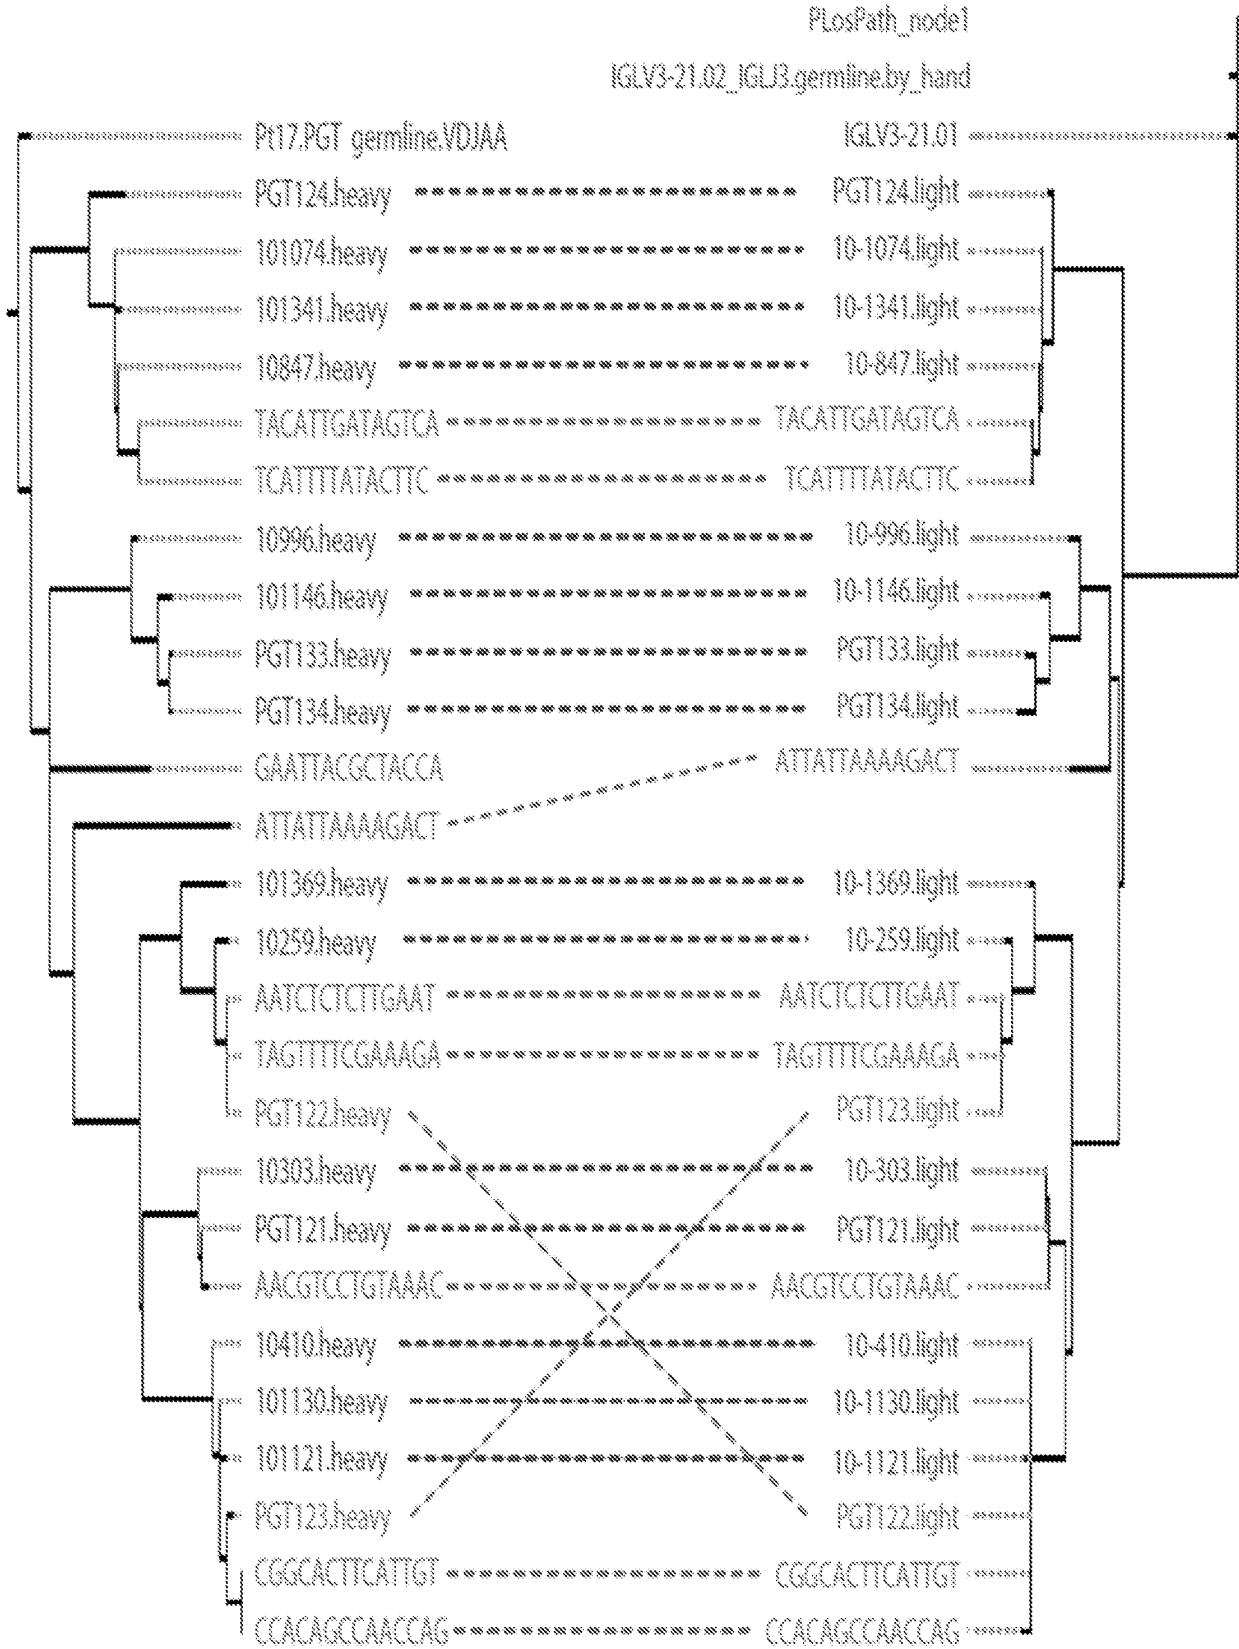 PLosPath_node1
IGLV3-21.02_IGLJ3.germline.by_hand
Pt17.PGT germline.VDJAA IGLV3-21.01
PGT124.heavy PGT124.light
101074.heavy 10-1074.light
101341.heavy 10-1341.light
10847.heavy 10-847.light
TACATTGATAGTCA TACATTGATAGTCA
TCATTTTATACTTC TCATTTTATACTTC
10996.heavy 10-996.light
101146.heavy 10-1146.light
PGT133.heavy PGT133.light
PGT134.heavy PGT134.light
GAATTACGCTACCA ATTATTAAAAGACT
ATTATTAAAAGACT
101369.heavy 10-1369.light
10259.heavy 10-259.light
AATCTCTCTTGAAT AATCTCTCTTGAAT
TAGTTTTCGAAAGA TAGTTTTCGAAAGA
PGT122.heavy PGT123.light
10303.heavy 10-303.light
PGT121.heavy PGT121.light
AACGTCCTGTAAAC AACGTCCTGTAAAC
10410.heavy 10-410.light
101130.heavy 10-1130.light
101121.heavy 10-1121.light
PGT123.heavy PGT122.light
CGGCACTTCATTGT CGGCACTTCATTGT
CCACAGCCAACCAG CCACAGCCAACCAG